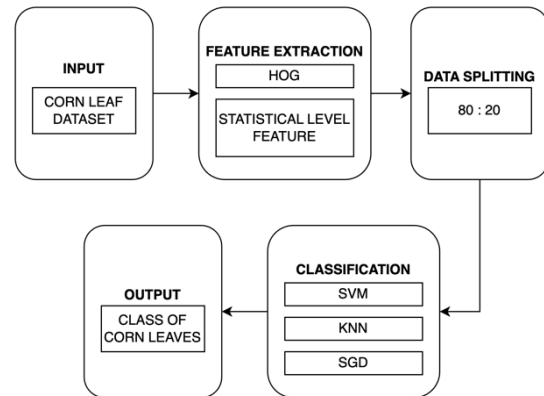 INPUT
CORN LEAF
DATASET
FEATURE EXTRACTION
HOG
STATISTICAL LEVEL
FEATURE
DATA SPLITTING
80 : 20
CLASSIFICATION
SVM
KNN
SGD
OUTPUT
CLASS OF
CORN LEAVES